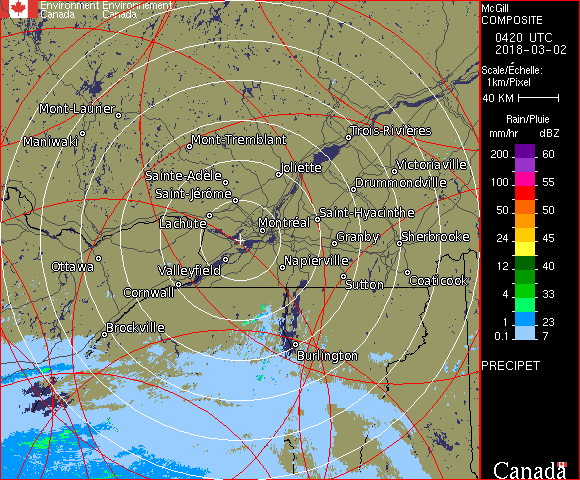 Environment Environnement
Canada Canada
Mont-Laurier
Maniwaki
Mont-Tremblant
Trois-Rivières
Sainte-Adèle
Joliette
Victoriaville
Saint-Jérôme
Drummondville
Lachute
Montréal
Saint-Hyacinthe
Granby
Sherbrooke
Ottawa
Valleyfield
Napierville
Cornwall
Sutton
Coaticook
Brockville
Burlington
McGill
COMPOSITE
0420 UTC
2018-03-02
Scale/Échelle:
1km/Pixel
40 KM
Rain/Pluie
mm/hr dBZ
200 60
55
100 55
50 50
24 45
12 40
8 33
4 33
1 23
0.1 7
PRECIPET
Canada